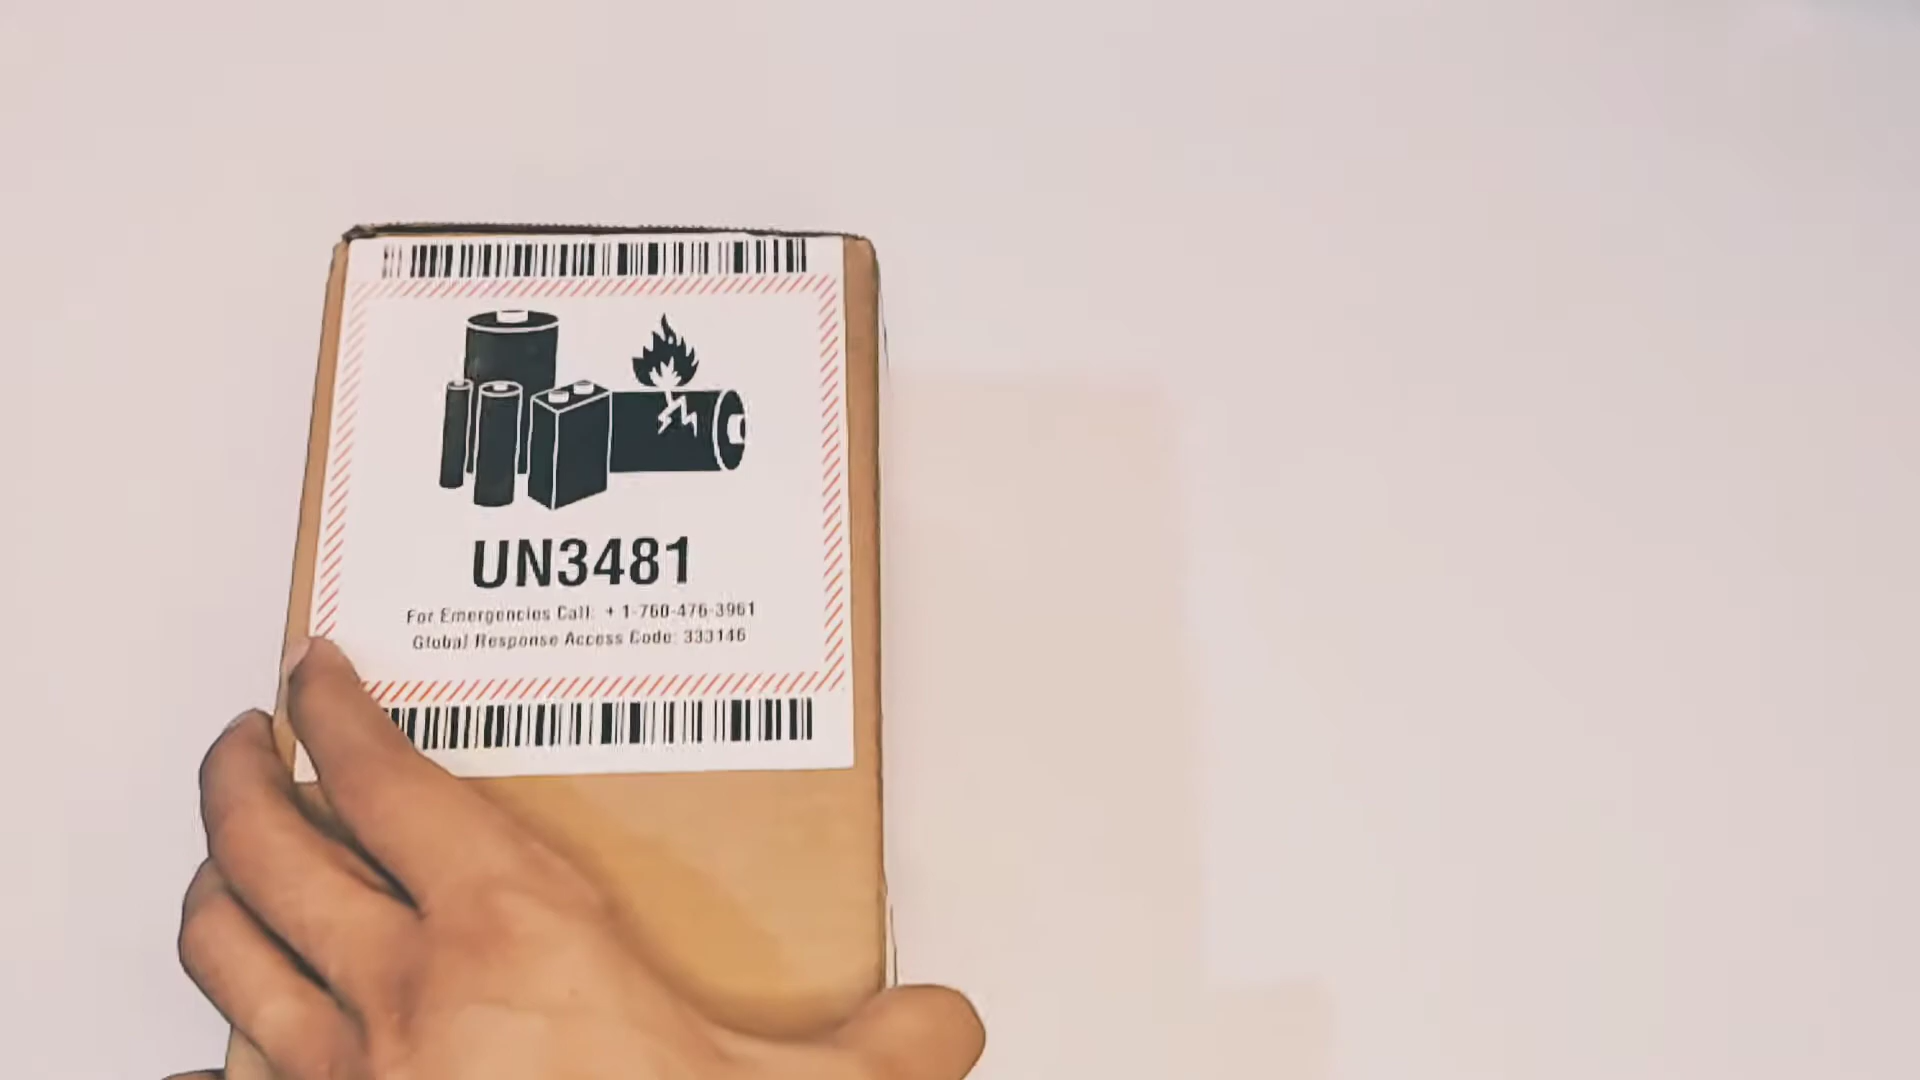 UN3481
For Emergencies Call: + 1-760-476-3961
Global Response Access Code: 333146